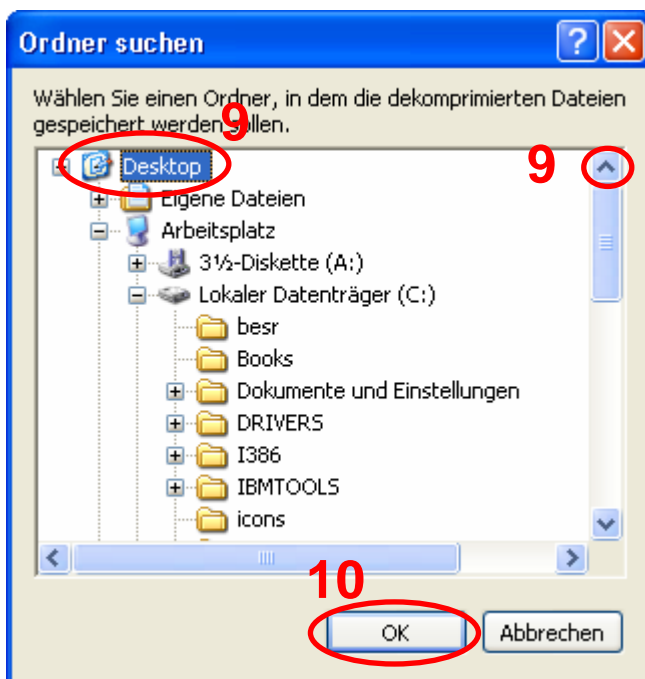 Ordner suchen
Wählen Sie einen Ordner, in dem die dekomprimierten Dateien
gespeichert werden sollen.
9
Desktop
9
Eigene Dateien
Arbeitsplatz
3½-Diskette (A:)
Lokaler Datenträger (C:)
besr
Books
Dokumente und Einstellungen
DRIVERS
I386
IBMTOOLS
icons
10
OK
Abbrechen